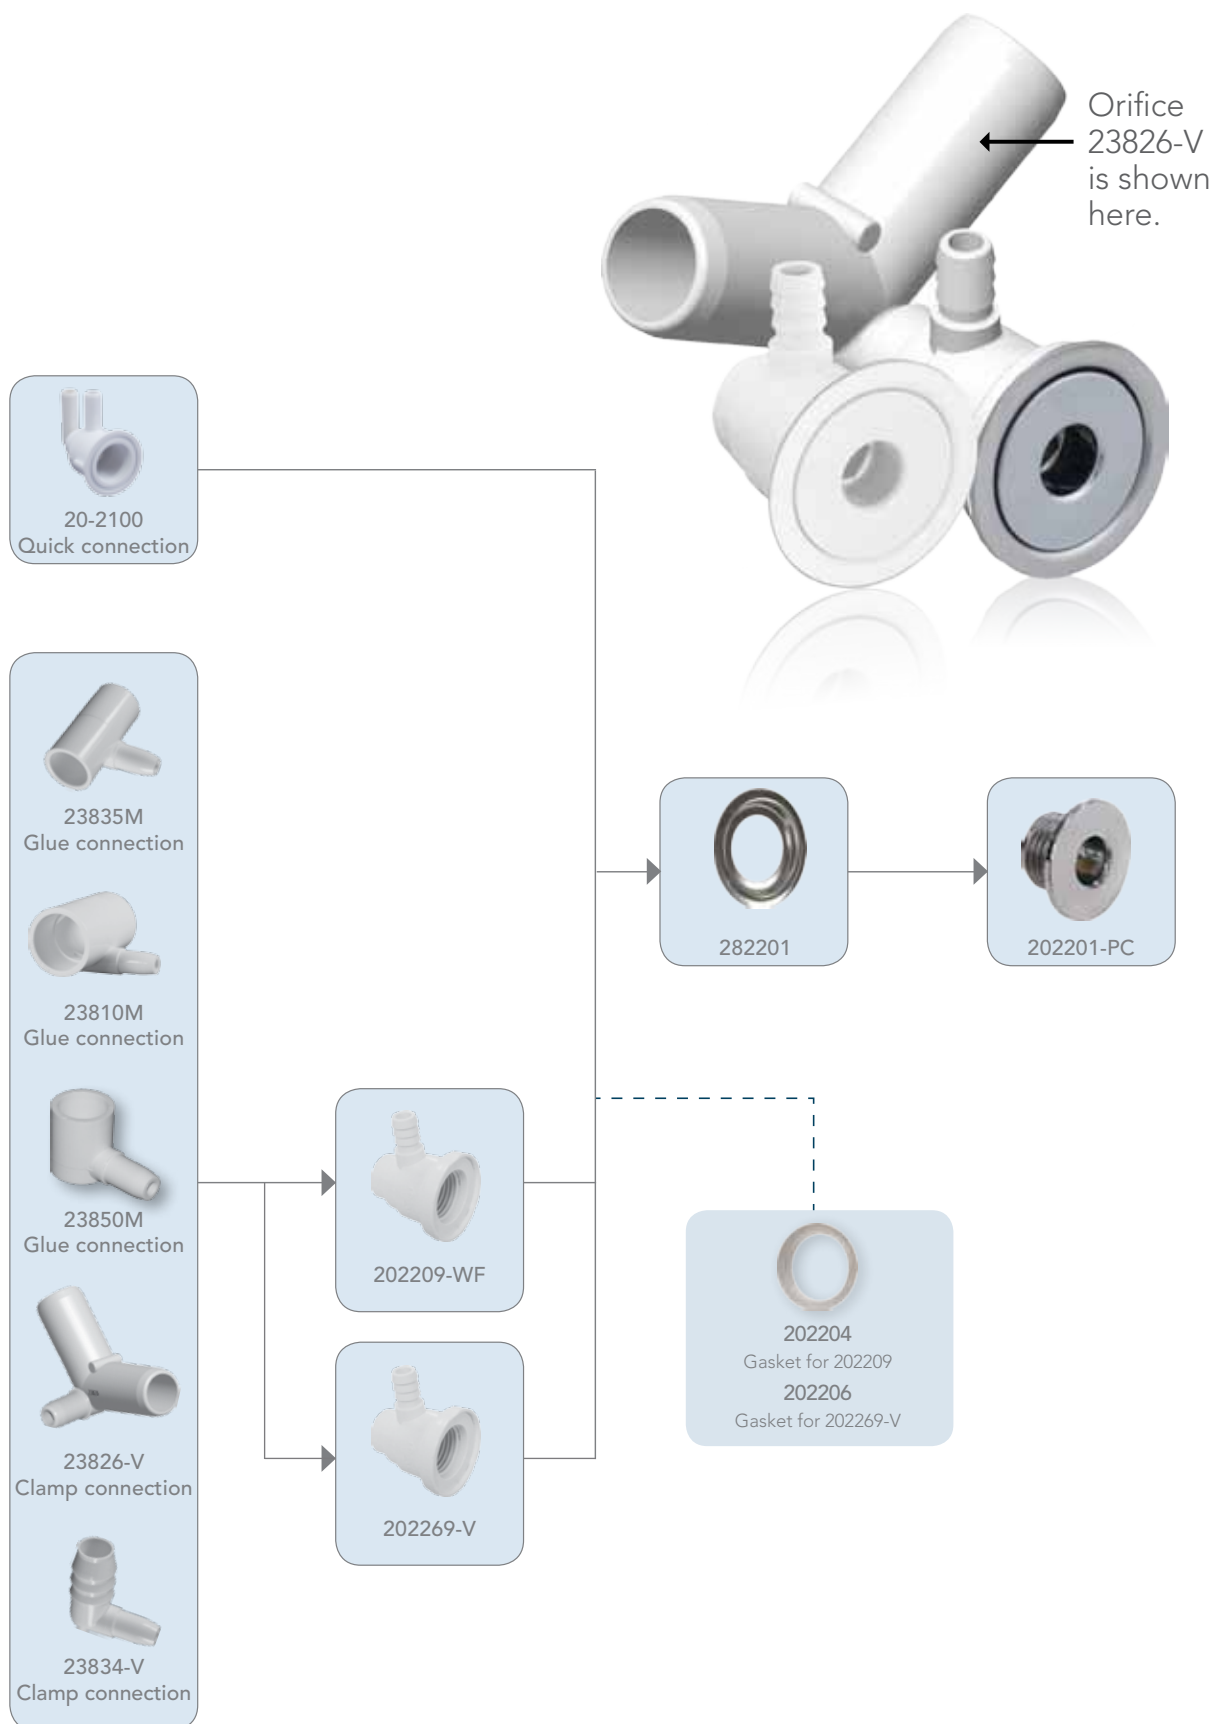 Orifice
23826-V
is shown
here.
20-2100
Quick connection
23835M
Glue connection
23810M
Glue connection
23850M
Glue connection
23826-V
Clamp connection
23834-V
Clamp connection
202209-WF
202269-V
282201
202201-PC
202204
Gasket for 202209
202206
Gasket for 202269-V